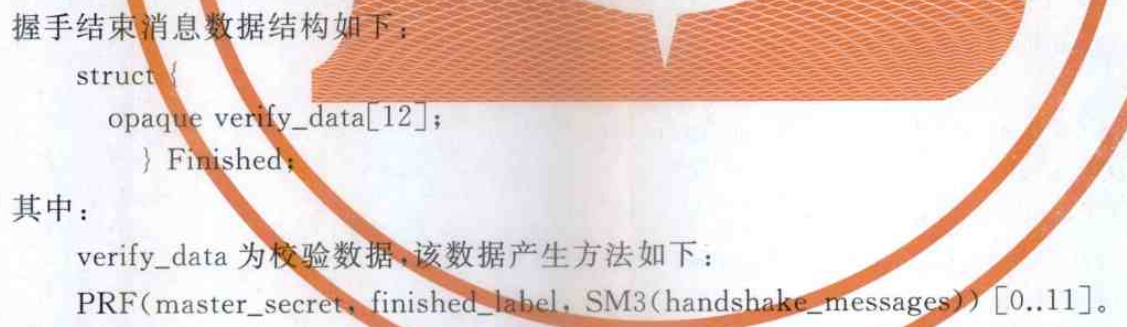 握手结束消息数据结构如下：
struct {
opaque verify_data[12];
} Finished;
其中：
verify_data 为校验数据，该数据产生方法如下：
PRF(master_secret, finished_label, SM3(handshake_messages)) [0..11]。